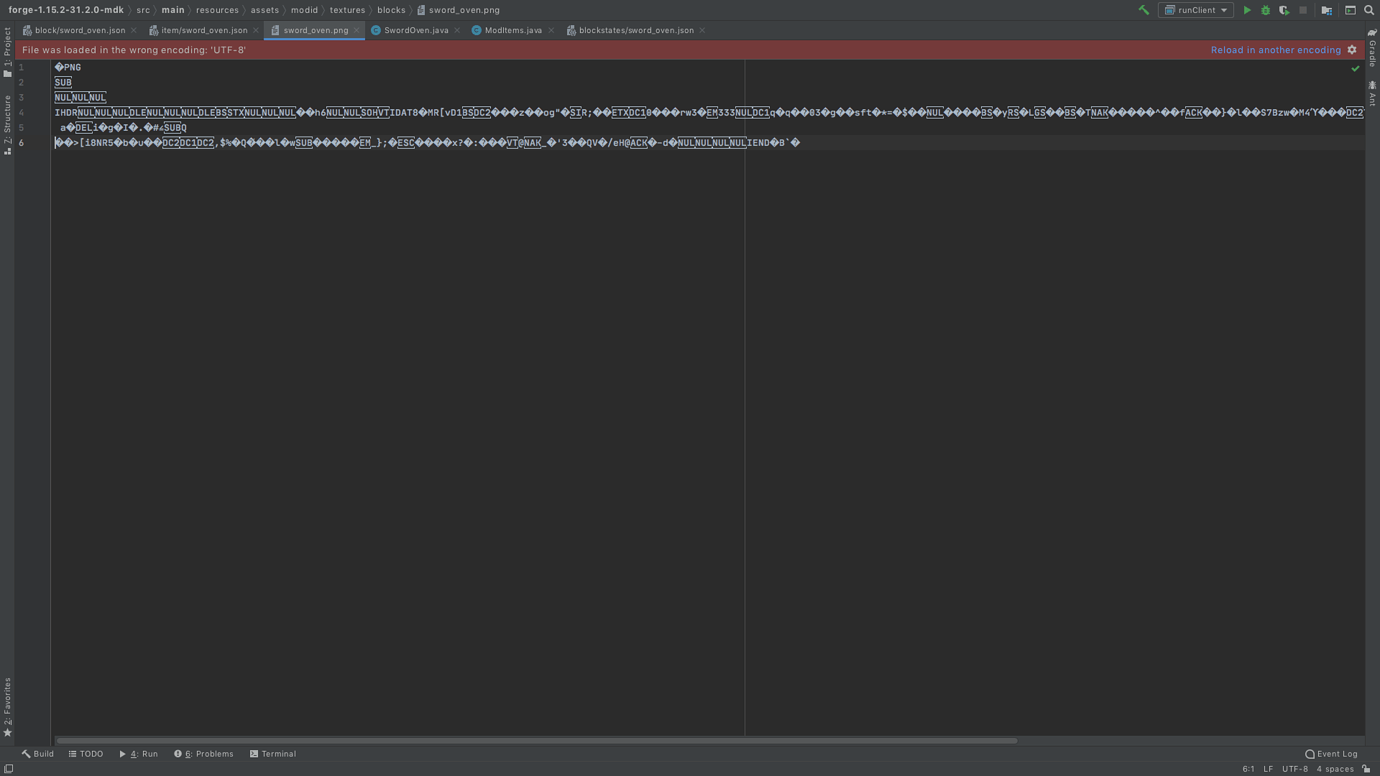 forge-1.15.2-31.2.0-mdk src main resources assets modid textures blocks sword_oven.png
runClient
block/sword_oven.json item/sword_oven.json sword_oven.png SwordOven.java ModItems.java blockstates/sword_oven.json
File was loaded in the wrong encoding: 'UTF-8'
Reload in another encoding
1 �PNG
2 SUB
3 NULNULNUL
4 IHDRNULNULNULDLENULNULNULDLEBSSTXNULNULNUL��h6NULNULSOHVTIDAT8�MR[vD1BSDC2���z��og"�SIR;��ETXDC18���rw3�EM333NULDC1q�q��83�g��sft�*=�$��NUL����BS�yRS�LGS��BS�TNAK�����^��fACK��}�l��S7Bzw�M4
5 a�DELi�g�I�.�#
6 ��>[i8NR5�b�u��DC2DC1DC2,$%�Q���l�wSUB�����EM_};�ESC����x?�:���VT@NAK_�'3��QV�/eH@ACK�-d�NULNULNULNULIEND�B`�
1: Project
Z: Structure
2: Favorites
Gradle
Ant
Build TODO 4: Run 6: Problems Terminal
Event Log
6:1 LF UTF-8 4 spaces